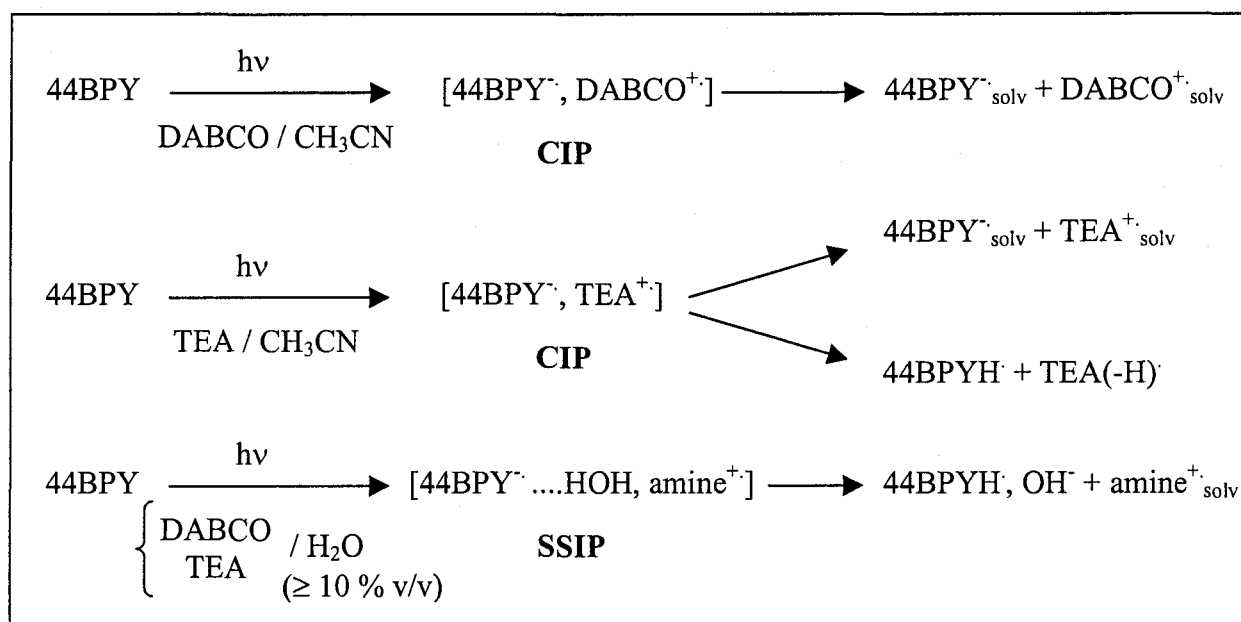 hν
44BPY [44BPY⁻·, DABCO⁺·] 44BPY⁻·solv + DABCO⁺·solv
DABCO / CH₃CN
CIP
44BPY⁻·solv + TEA⁺·solv
hν
44BPY [44BPY⁻·, TEA⁺·]
TEA / CH₃CN
CIP
44BPYH· + TEA(-H)·
hν
44BPY [44BPY⁻· ....HOH, amine⁺·] 44BPYH·, OH⁻ + amine⁺·solv
DABCO
TEA / H₂O
(≥ 10 % v/v)
SSIP